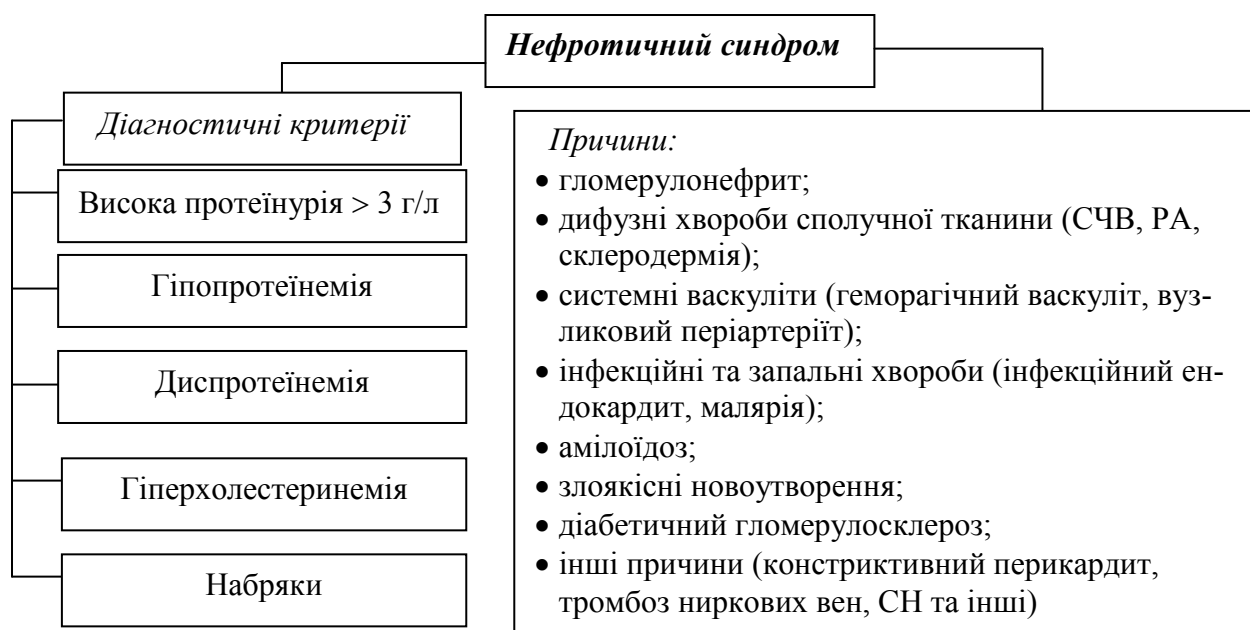 Нефротичний синдром
Діагностичні критерії
Висока протеїнурія > 3 г/л
Гіпопротеїнемія
Диспротеїнемія
Гіперхолестеринемія
Набряки
Причини:
• гломерулонефрит;
• дифузні хвороби сполучної тканини (СЧВ, РА,
склеродермія);
• системні васкуліти (геморагічний васкуліт, вуз-
ликовий періартеріїт);
• інфекційні та запальні хвороби (інфекційний ен-
докардит, малярія);
• амілоїдоз;
• злоякісні новоутворення;
• діабетичний гломерулосклероз;
• інші причини (констриктивний перикардит,
тромбоз ниркових вен, СН та інші)